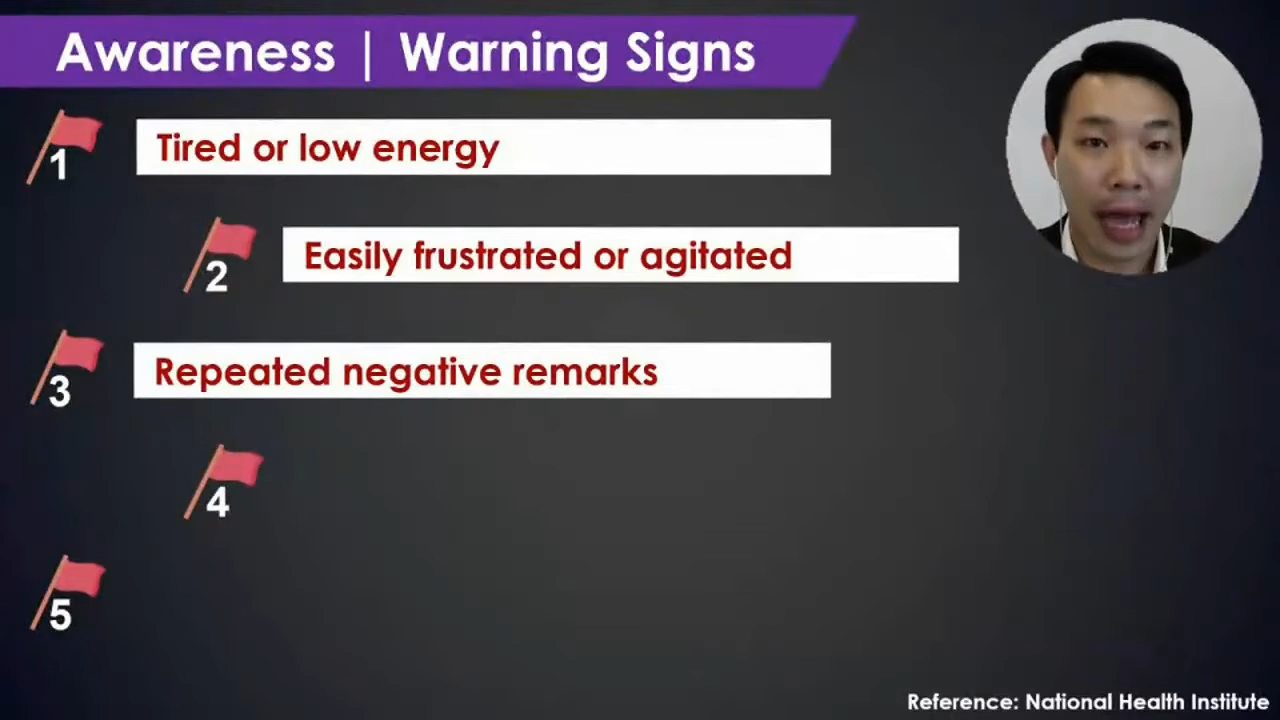 Awareness | Warning Signs
1 Tired or low energy
2 Easily frustrated or agitated
3 Repeated negative remarks
4
5
Reference: National Health Institute